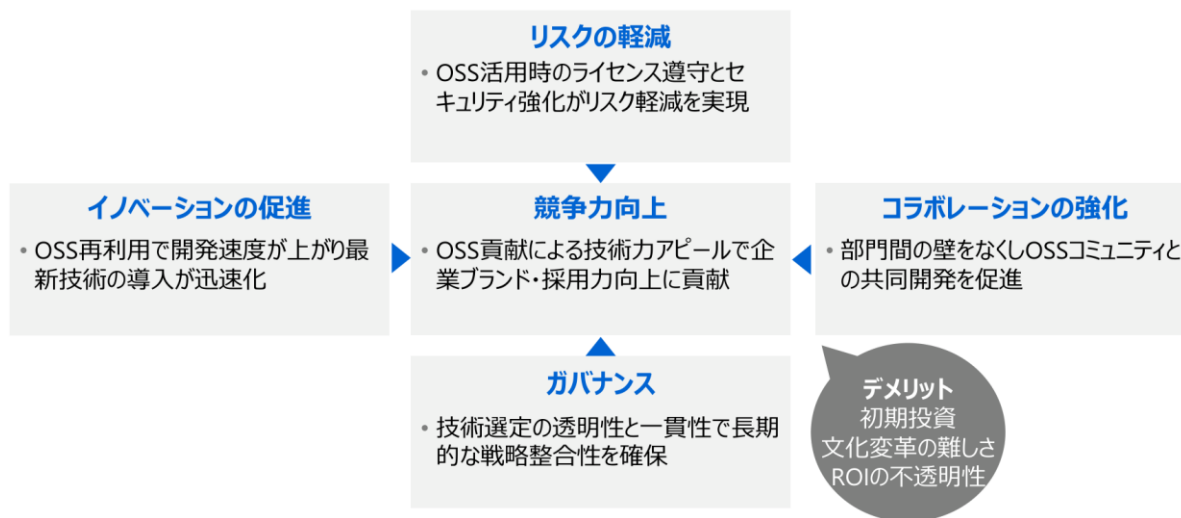 リスクの軽減
• OSS活用時のライセンス遵守とセ
キュリティ強化がリスク軽減を実現
イノベーションの促進
• OSS再利用で開発速度が上がり最
新技術の導入が迅速化
競争力向上
• OSS貢献による技術力アピールで企
業ブランド・採用力向上に貢献
コラボレーションの強化
• 部門間の壁をなくしOSSコミュニティと
の共同開発を促進
ガバナンス
• 技術選定の透明性と一貫性で長期
的な戦略整合性を確保
デメリット
初期投資
文化変革の難しさ
ROIの不透明性